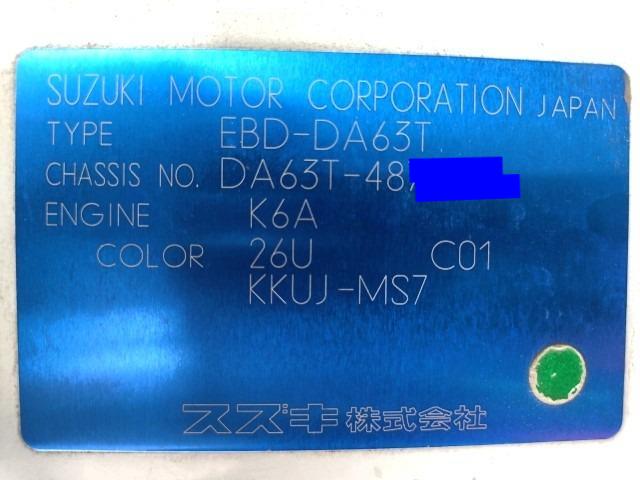 SUZUKI MOTOR CORPORATION JAPAN
TYPE EBD-DA63T
CHASSIS NO. DA63T-48
ENGINE K6A
COLOR 26U C01
KKUJ-MS7
スズキ株式会社